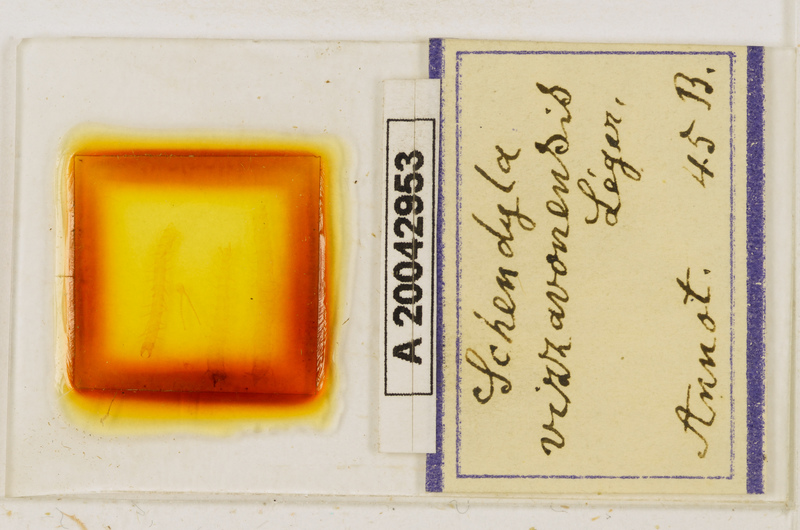 A 20042953
Schendyla
vizzavonensis
Léger.
Annot. 45 B.